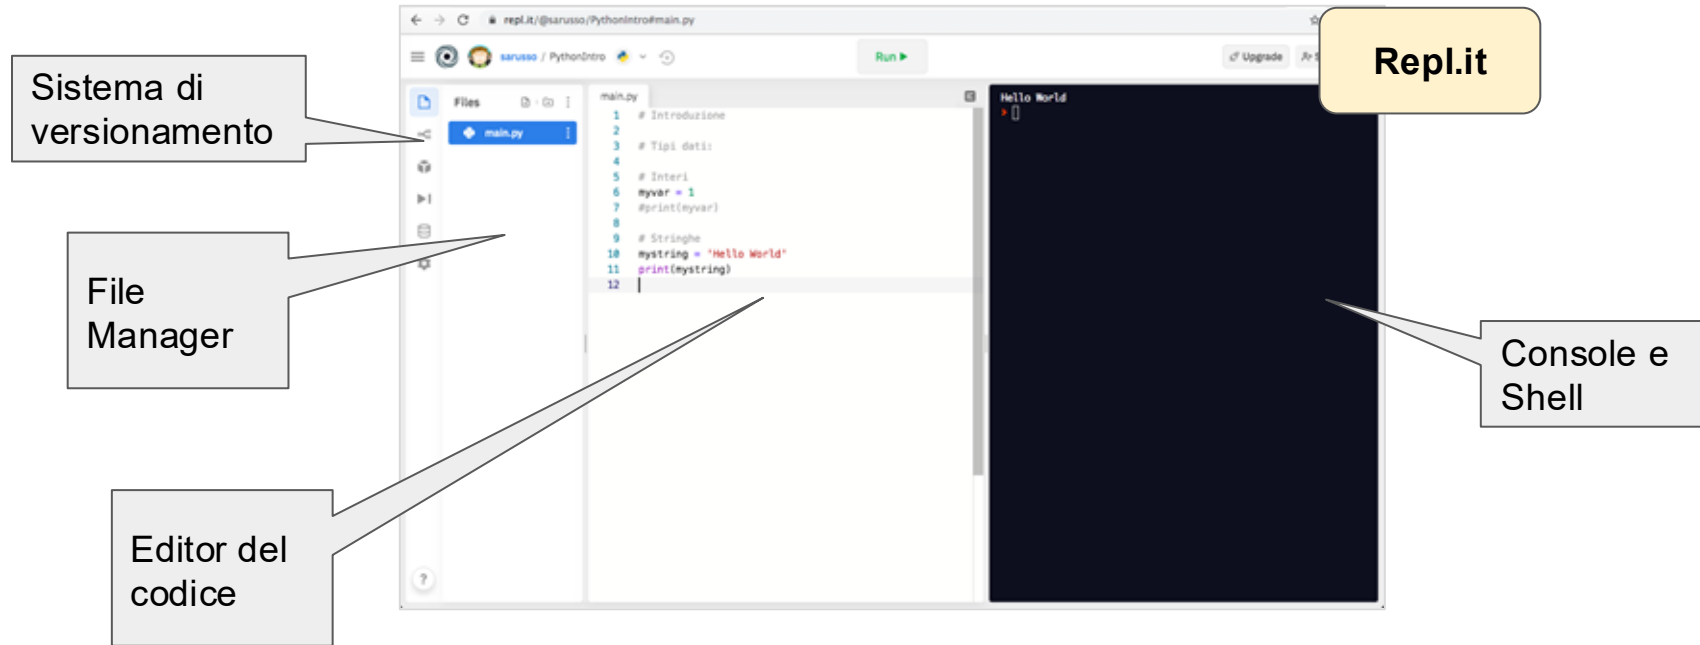 repl.it/@sarusso/PythonIntro#main.py
Repl.it
sarusso / PythonIntro
Run
Upgrade
Sistema di
versionamento
Files
main.py
main.py
1 # Introduzione
2
3 # Tipi dati:
4
5 # Interi
6 myvar = 1
7 #print(myvar)
8
9 # Stringhe
10 mystring = "Hello World"
11 print(mystring)
12
Hello World
File
Manager
Console e
Shell
Editor del
codice
?